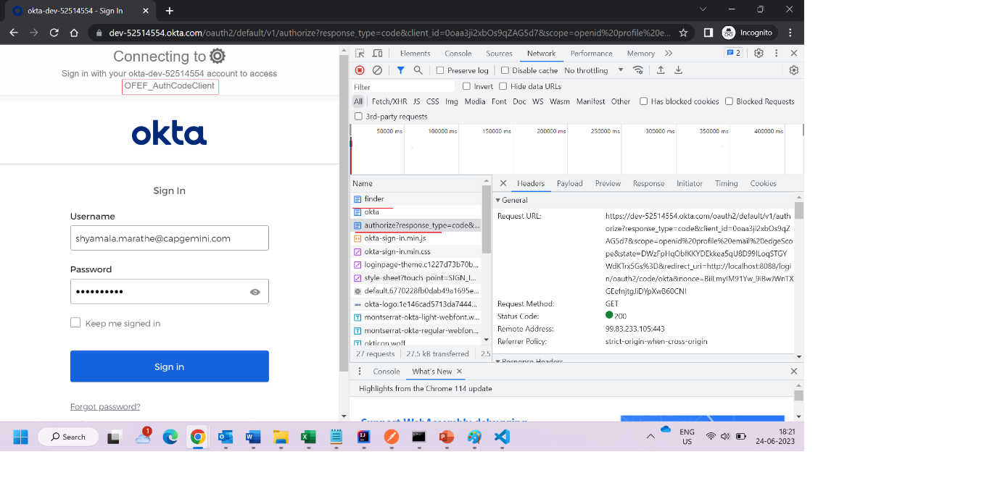 okta-dev-52514554 - Sign In
dev-52514554.okta.com/oauth2/default/v1/authorize?response_type=code&client_id=0oaa3ji2xbOs9qZAG5d7&scope=openid%20profile%20e...
Incognito
Connecting to
Sign in with your okta-dev-52514554 account to access
OFEF_AuthCodeClient
okta
Sign In
Username
shyamala.marathe@capgemini.com
Password
Keep me signed in
Sign in
Forgot password?
Elements Console Sources Network Performance Memory
2
Preserve log Disable cache No throttling
Filter Invert Hide data URLs
All Fetch/XHR JS CSS Img Media Font Doc WS Wasm Manifest Other Has blocked cookies Blocked Requests
3rd-party requests
50000 ms 100000 ms 150000 ms 200000 ms 250000 ms 300000 ms 350000 ms 400000 ms
Name
finder
okta
authorize?response_type=code&...
okta-sign-in.min.js
okta-sign-in.min.css
loginpage-theme.c1227d73b70b...
style-sheet?touch-point=SIGN_I...
default.6770228fb0dab49a1695e...
okta-logo.1e146cad5713da7444...
montserrat-okta-light-webfont.w...
montserrat-okta-regular-webfon...
okticon.woff
27 requests 27.5 kB transferred 2.5
Headers Payload Preview Response Initiator Timing Cookies
General
Request URL: https://dev-52514554.okta.com/oauth2/default/v1/auth
orize?response_type=code&client_id=0oaa3ji2xbOs9qZ
AG5d7&scope=openid%20profile%20email%20edgeSco
pe&state=DWzFpHqObfKKYDEkkea5qU8D99ILoqSTGY
WdKTrx5Gs%3D&redirect_uri=http://localhost:8088/logi
n/oauth2/code/okta&nonce=BiiLmyIM91Yw_9iBwJWnTX
GEefnjtgJiDYpXwB60CNI
Request Method: GET
Status Code: 200
Remote Address: 99.83.233.105:443
Referrer Policy: strict-origin-when-cross-origin
Response Headers
Console What's New
Highlights from the Chrome 114 update
Support WebAssembly debugging
1
Search
ENG
US
18:21
24-06-2023